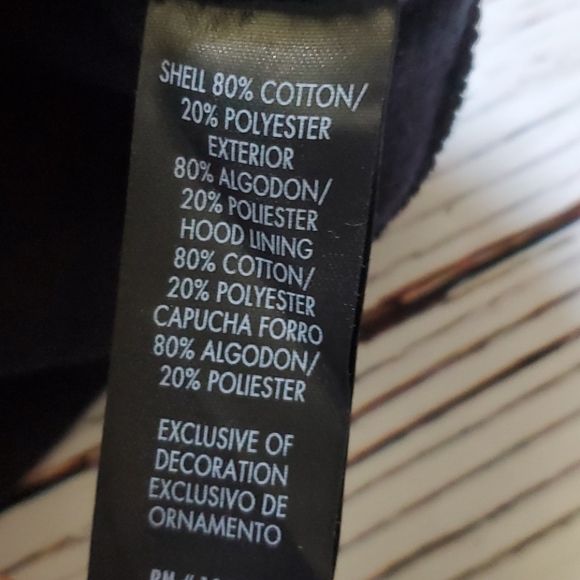 SHELL 80% COTTON/
20% POLYESTER
EXTERIOR
80% ALGODON/
20% POLIESTER
HOOD LINING
80% COTTON/
20% POLYESTER
CAPUCHA FORRO
80% ALGODON/
20% POLIESTER
EXCLUSIVE OF
DECORATION
EXCLUSIVO DE
ORNAMENTO